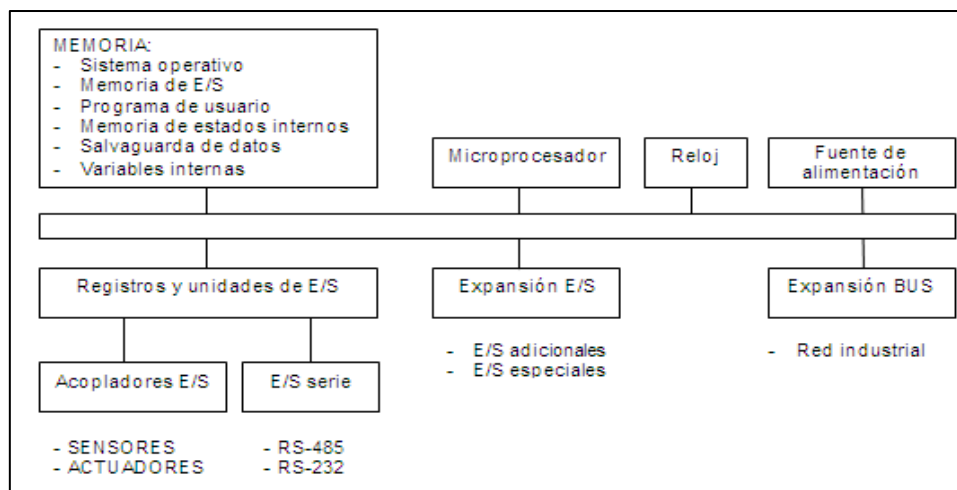 MEMORIA:
- Sistema operativo
- Memoria de E/S
- Programa de usuario
- Memoria de estados internos
- Salvaguarda de datos
- Variables internas
Microprocesador
Reloj
Fuente de
alimentación
Registros y unidades de E/S
Expansión E/S
Expansión BUS
- E/S adicionales
- E/S especiales
- Red industrial
Acopladores E/S
E/S serie
- SENSORES
- ACTUADORES
- RS-485
- RS-232